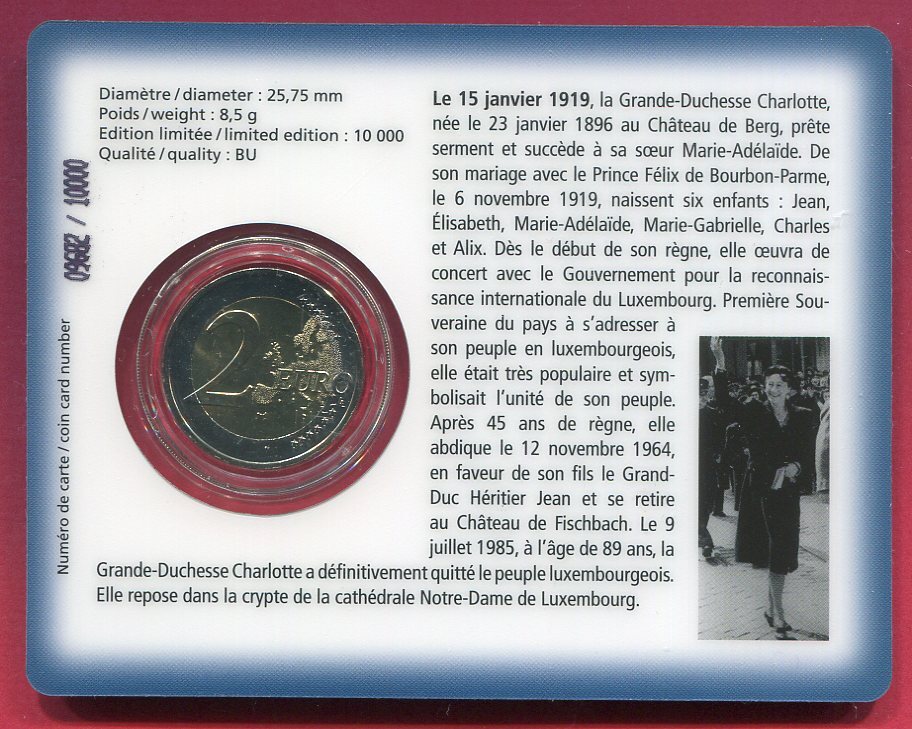 Diamètre / diameter : 25,75 mm
Poids / weight : 8,5 g
Edition limitée / limited edition : 10 000
Qualité / quality : BU
09682 / 10000
Numéro de carte / coin card number
2 EURO
Le 15 janvier 1919, la Grande-Duchesse Charlotte,
née le 23 janvier 1896 au Château de Berg, prête
serment et succède à sa sœur Marie-Adélaïde. De
son mariage avec le Prince Félix de Bourbon-Parme,
le 6 novembre 1919, naissent six enfants : Jean,
Élisabeth, Marie-Adélaïde, Marie-Gabrielle, Charles
et Alix. Dès le début de son règne, elle œuvra de
concert avec le Gouvernement pour la reconnais-
sance internationale du Luxembourg. Première Sou-
veraine du pays à s'adresser à
son peuple en luxembourgeois,
elle était très populaire et sym-
bolisait l'unité de son peuple.
Après 45 ans de règne, elle
abdique le 12 novembre 1964,
en faveur de son fils le Grand-
Duc Héritier Jean et se retire
au Château de Fischbach. Le 9
juillet 1985, à l'âge de 89 ans, la
Grande-Duchesse Charlotte a définitivement quitté le peuple luxembourgeois.
Elle repose dans la crypte de la cathédrale Notre-Dame de Luxembourg.